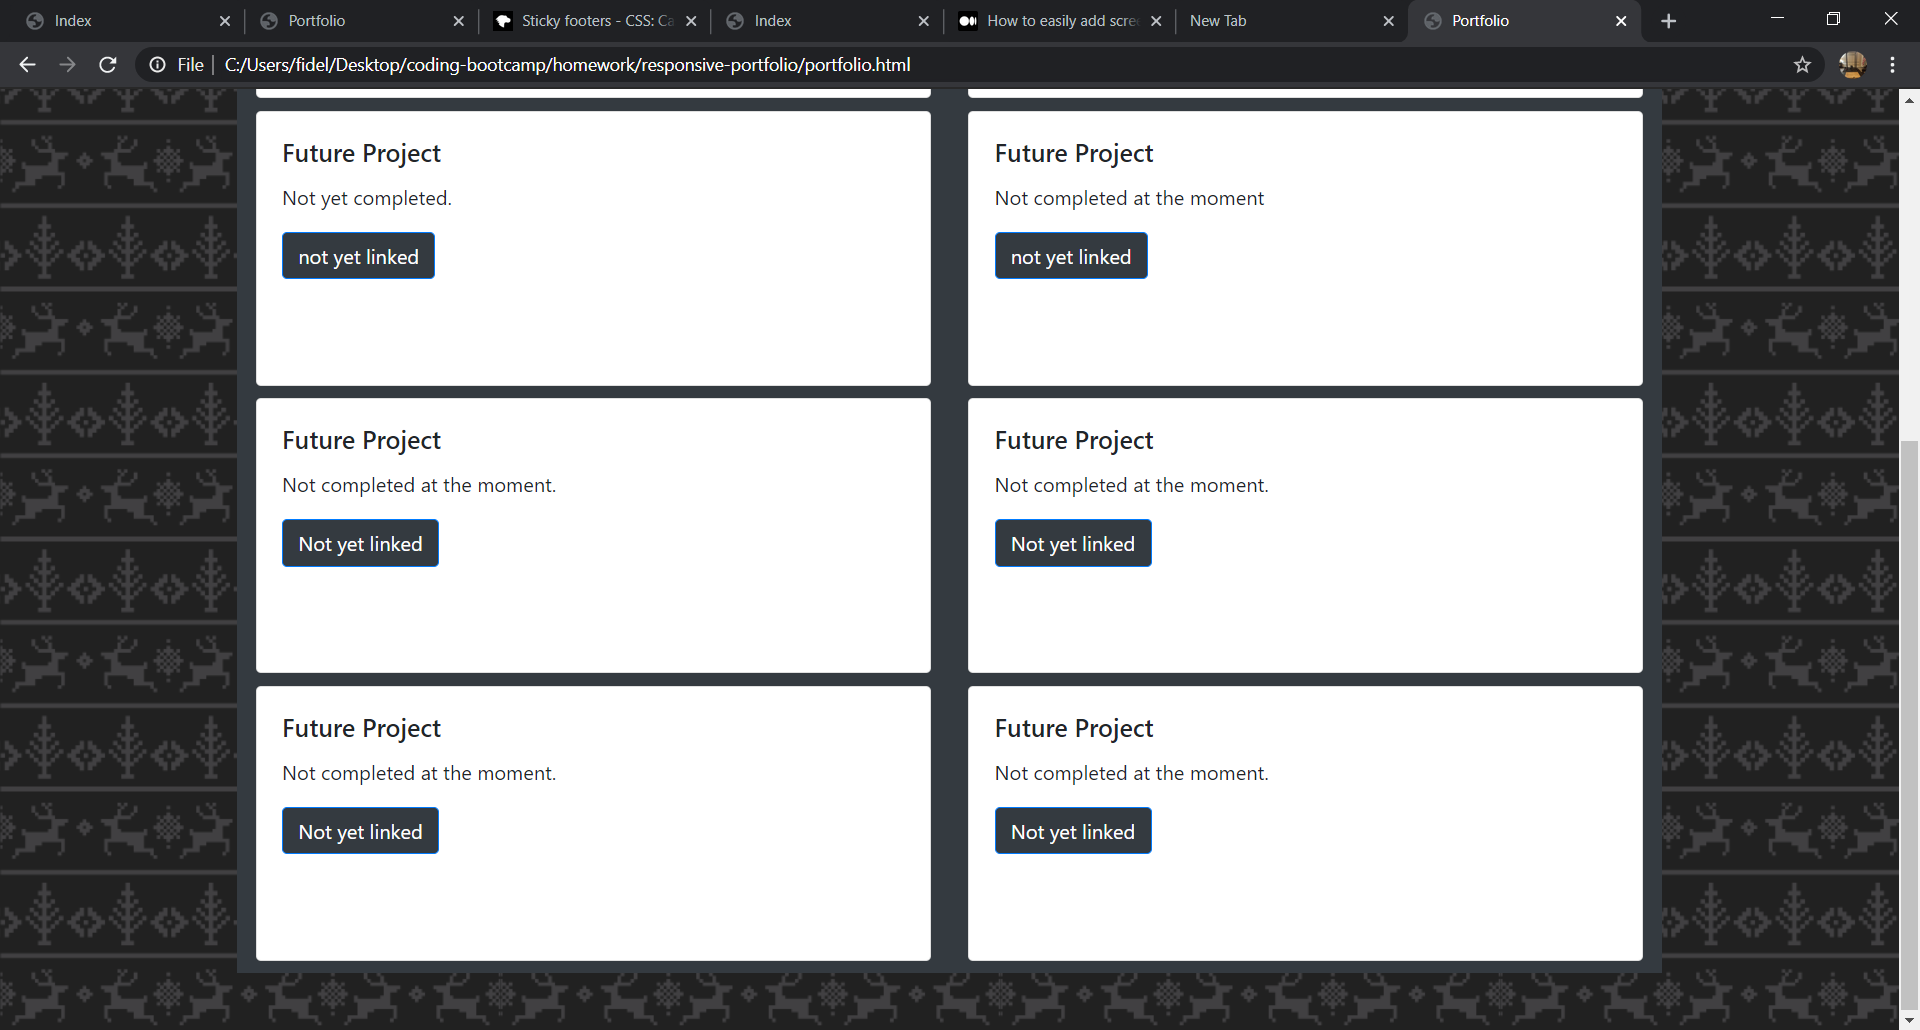 Index
Portfolio
Sticky footers - CSS: Ca
Index
How to easily add scre
New Tab
Portfolio
File
C:/Users/fidel/Desktop/coding-bootcamp/homework/responsive-portfolio/portfolio.html
Future Project
Not yet completed.
not yet linked
Future Project
Not completed at the moment
not yet linked
Future Project
Not completed at the moment.
Not yet linked
Future Project
Not completed at the moment.
Not yet linked
Future Project
Not completed at the moment.
Not yet linked
Future Project
Not completed at the moment.
Not yet linked